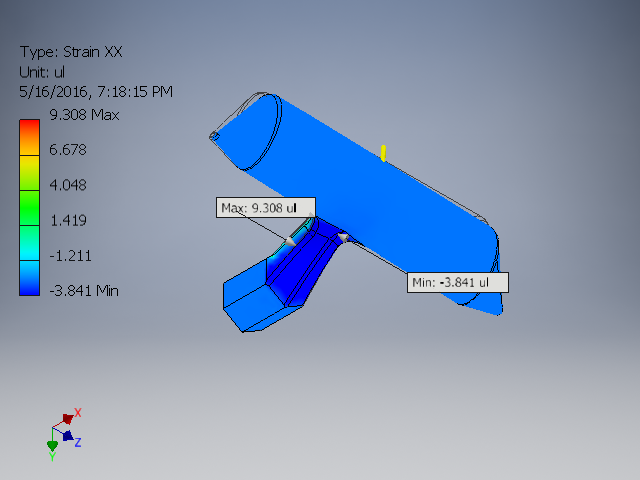 Type: Strain XX
Unit: ul
5/16/2016, 7:18:15 PM
9.308 Max
6.678
4.048
1.419
-1.211
-3.841 Min
Max: 9.308 ul
Min: -3.841 ul
X
Z
Y